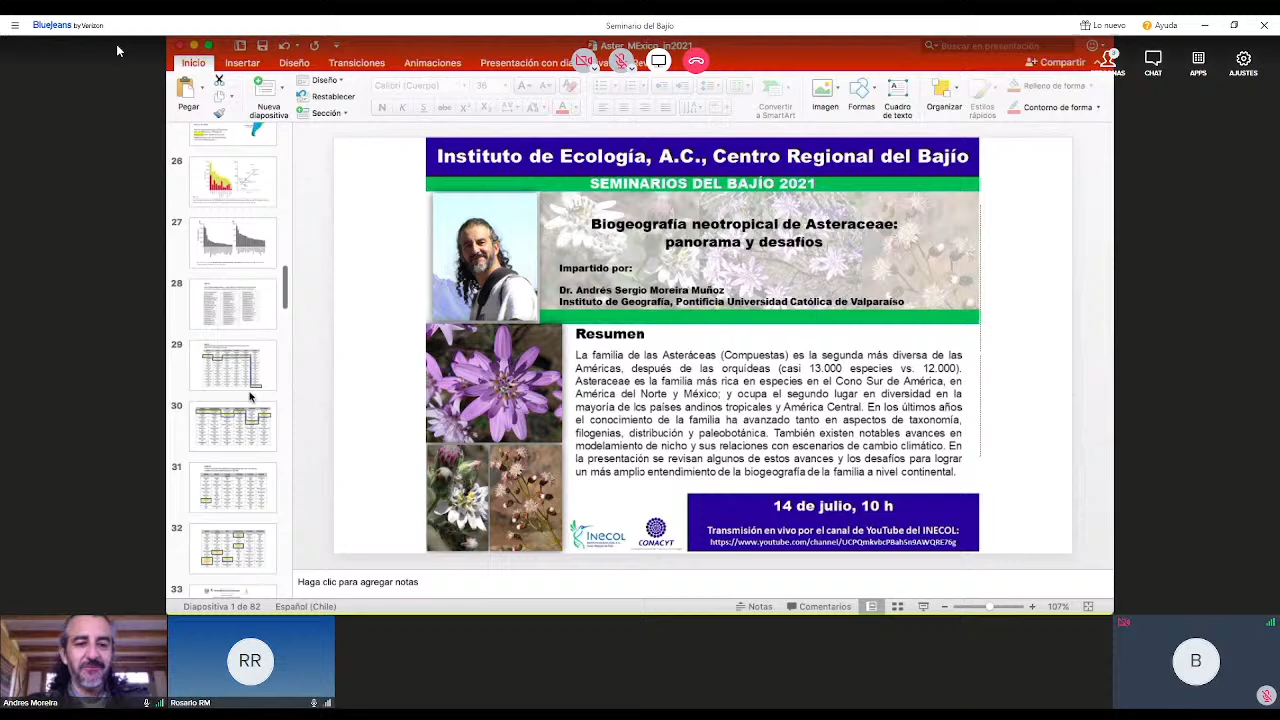 BlueJeans by Verizon
Seminario del Bajío
Lo nuevo
Ayuda
Aster_MExico_jn2021
Buscar en presentación
Inicio
Insertar
Diseño
Transiciones
Animaciones
Presentación con dia
Compartir
CHAT
APPS
AJUSTES
Pegar
Nueva diapositiva
Diseño
Restablecer
Sección
Calibri (Cuerpo)
36
Convertir a SmartArt
Imagen
Formas
Cuadro de texto
Organizar
Estilos rápidos
Relleno de forma
Contorno de forma
26
27
28
29
30
31
32
33
Instituto de Ecología, A.C., Centro Regional del Bajío
SEMINARIOS DEL BAJÍO 2021
Biogeografía neotropical de Asteraceae:
panorama y desafíos
Impartido por:
Dr. Andrés Sergio Moreira Muñoz
Instituto de Geografía, Pontificia Universidad Católica de Valparaíso
Resumen
La familia de las Asteráceas (Compuestas) es la segunda más diversa de las
Américas, después de las orquídeas (casi 13.000 especies vs. 12.000).
Asteraceae es la familia más rica en especies en el Cono Sur de América, en
América del Norte y México; y ocupa el segundo lugar en diversidad en la
mayoría de los países andinos tropicales y América Central. En los últimos años
el conocimiento de la familia ha avanzado tanto en aspectos de taxonomía,
filogenias, distribución y paleobotánica. También existen notables avances en
modelamiento de nicho y sus relaciones con escenarios de cambio climático. En
la presentación se revisan algunos de estos avances y los desafíos para lograr
un más amplio entendimiento de la biogeografía de la familia a nivel continental.
INECOL
CONACYT
14 de julio, 10 h
Transmisión en vivo por el canal de YouTube del INECOL:
Haga clic para agregar notas
Diapositiva 1 de 82
Español (Chile)
Notas
Comentarios
107%
Andres Moreira
RR
Rosario RM
B